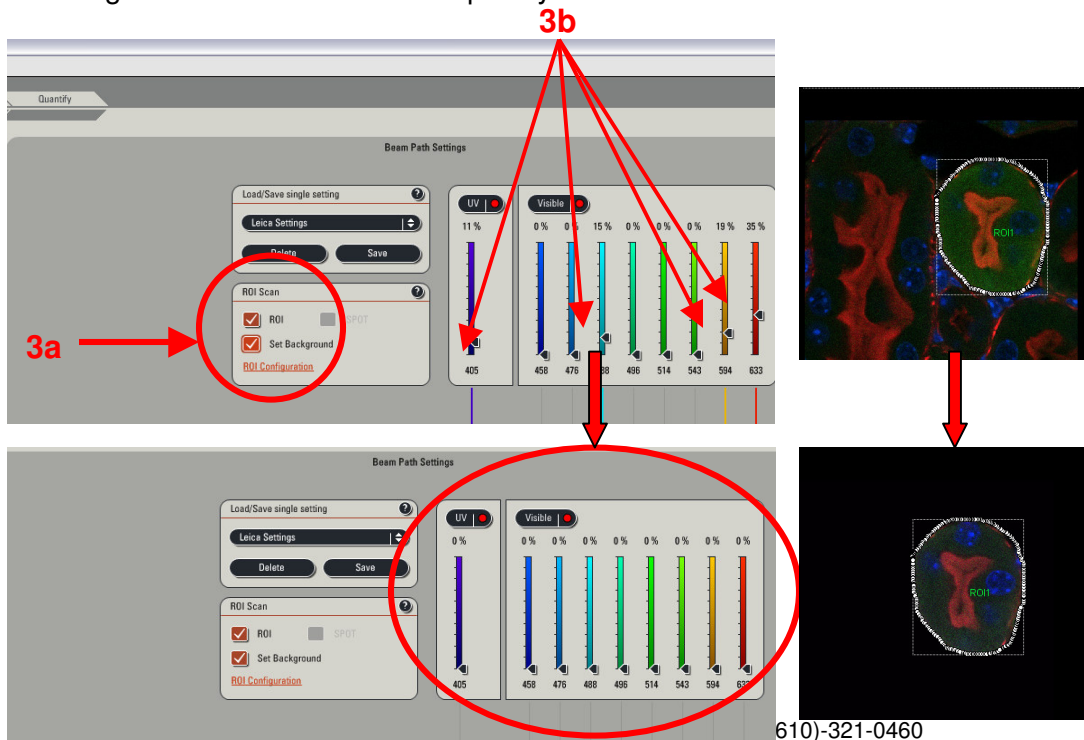 3b
Quantify
Beam Path Settings
Load/Save single setting
?
Leica Settings
Delete Save
UV Visible
11 % 0 % 0 % 15 % 0 % 0 % 0 % 19 % 35 %
ROI Scan
?
ROI SPOT
Set Background
ROI Configuration
3a
405 458 476 496 514 543 594 633
ROI1
Beam Path Settings
Load/Save single setting
?
Leica Settings
Delete Save
UV Visible
0 % 0 % 0 % 0 % 0 % 0 % 0 % 0 % 0 %
ROI Scan
?
ROI SPOT
Set Background
ROI Configuration
405 458 476 488 496 514 543 594 633
ROI1
610)-321-0460